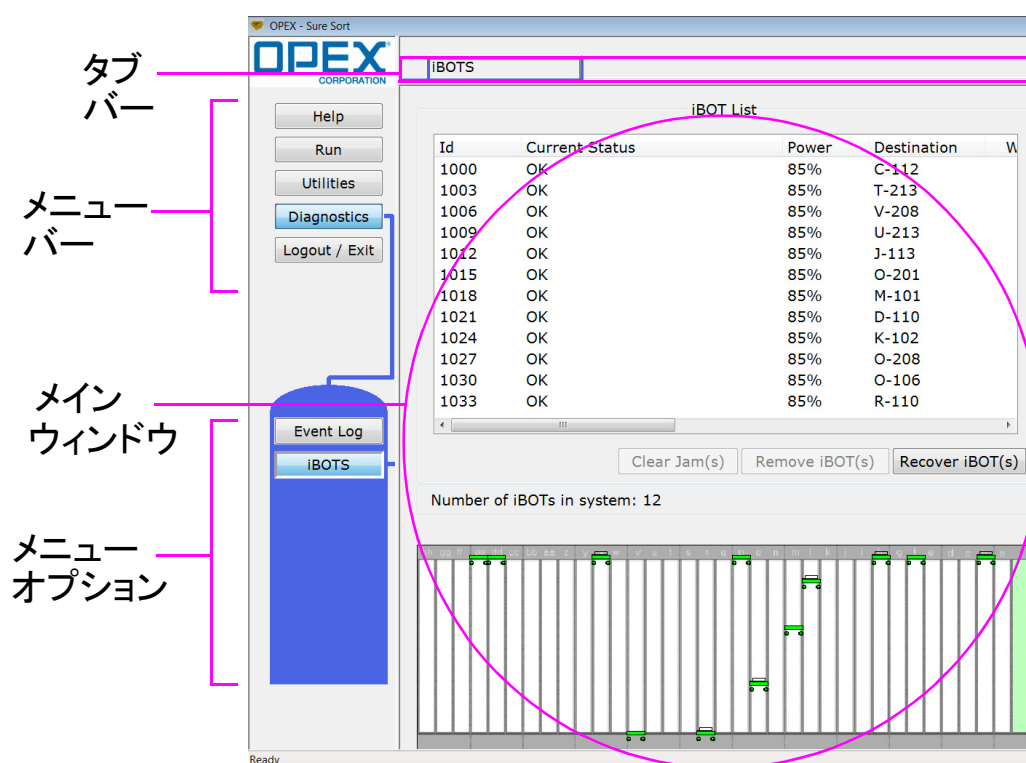 OPEX - Sure Sort
OPEX
CORPORATION
タブ
バー
メニュー
バー
メイン
ウィンドウ
メニュー
オプション
Help
Run
Utilities
Diagnostics
Logout / Exit
Event Log
iBOTS
iBOTS
iBOT List
Id Current Status Power Destination W
1000 OK 85% C-112
1003 OK 85% T-213
1006 OK 85% V-208
1009 OK 85% U-213
1012 OK 85% J-113
1015 OK 85% O-201
1018 OK 85% M-101
1021 OK 85% D-110
1024 OK 85% K-102
1027 OK 85% O-208
1030 OK 85% O-106
1033 OK 85% R-110
Clear Jam(s) Remove iBOT(s) Recover iBOT(s)
Number of iBOTs in system: 12
Ready